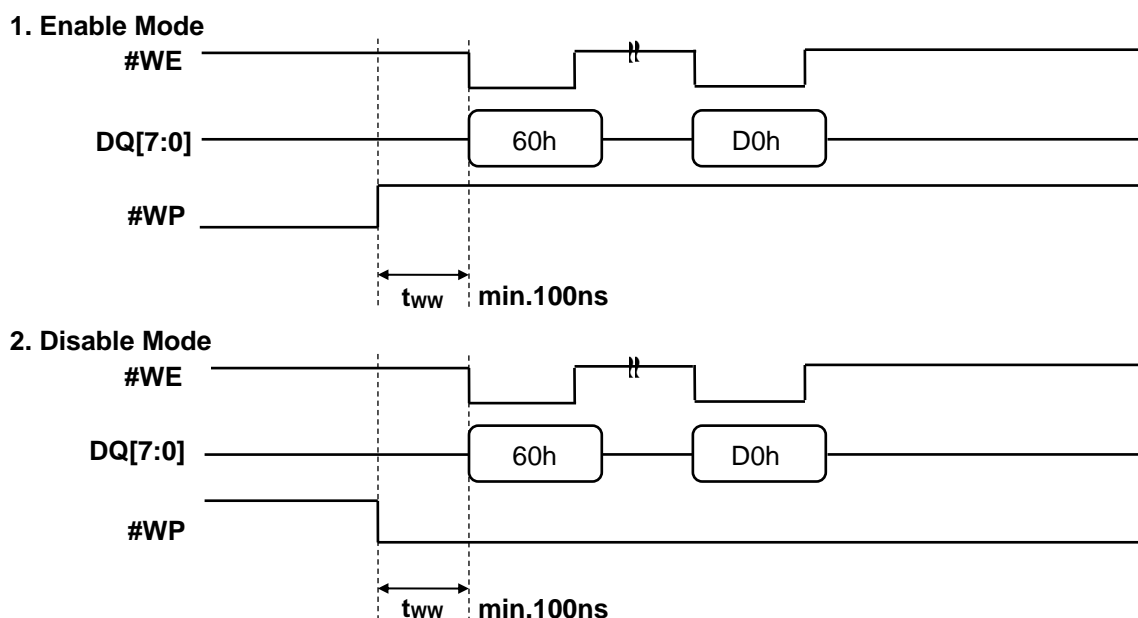 1. Enable Mode
#WE
DQ[7:0]
60h
D0h
#WP
tww
min.100ns
2. Disable Mode
#WE
DQ[7:0]
60h
D0h
#WP
tww
min.100ns